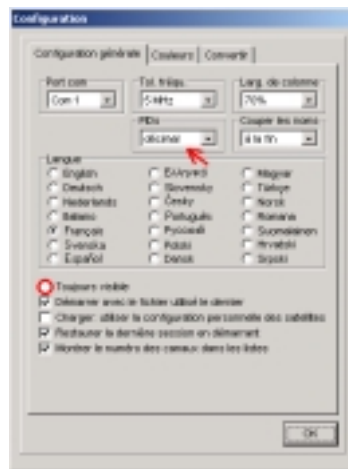 Configuration
Configuration générale Couleurs Convertir
Port com Tol. fréqu. Larg. de colonne
Com 1 5 MHz 70%
PIDs Couper les noms
décimal à la fin
Langue
English Ελληνικά Magyar
Deutsch Slovensky Türkçe
Nederlands Česky Norsk
Italiano Português Romana
Français Русский Suomalainen
Svenska Polski Hrvatski
Español Dansk Srpski
Toujours visible
Démarrer avec le fichier utilisé le dernier
Charger: utiliser la configuration personnelle des satellites
Restaurer la dernière session en démarrant
Montrer le numéro des canaux dans les listes
OK